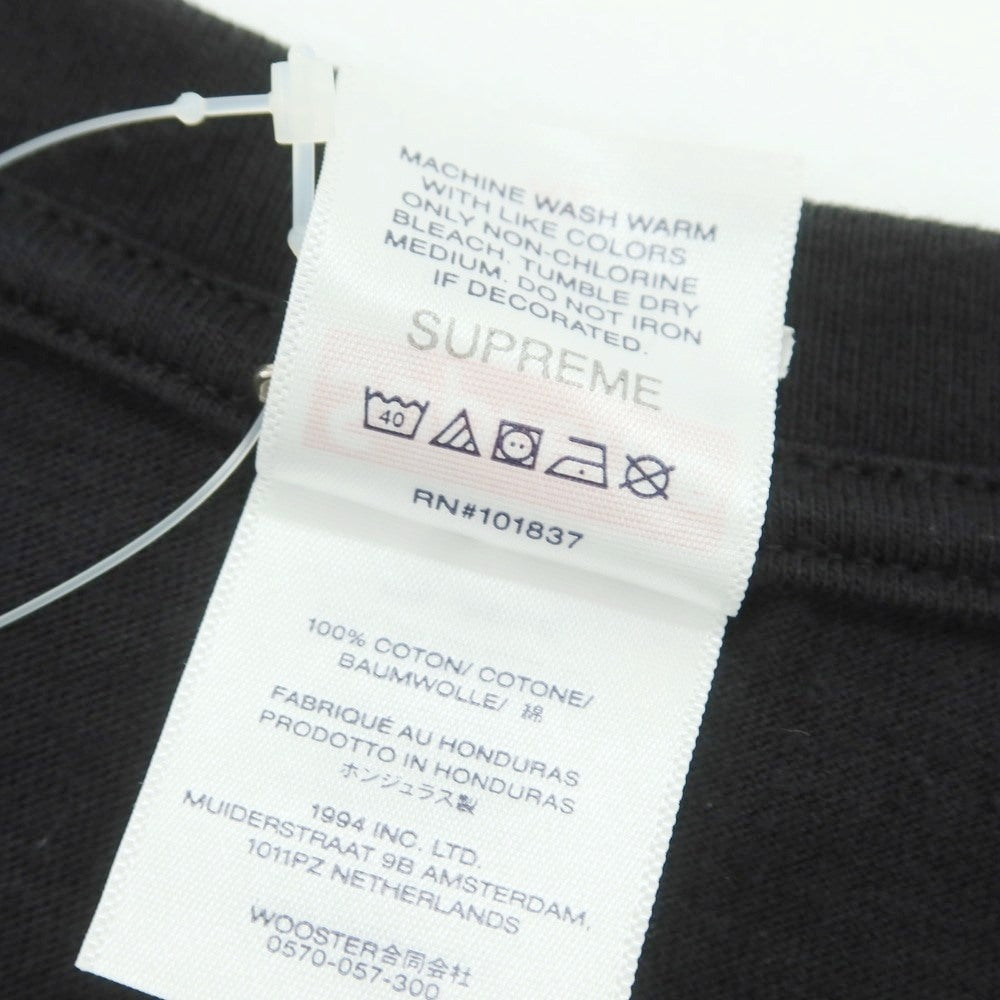 MACHINE WASH WARM
WITH LIKE COLORS
ONLY NON-CHLORINE
BLEACH. TUMBLE DRY
MEDIUM. DO NOT IRON
IF DECORATED.
SUPREME
40
RN#101837
100% COTON/ COTONE/
BAUMWOLLE/ 綿
FABRIQUÉ AU HONDURAS
PRODOTTO IN HONDURAS
ホンジュラス製
1994 INC. LTD.
MUIDERSTRAAT 9B AMSTERDAM,
1011PZ NETHERLANDS
WOOSTER合同会社
0570-057-300